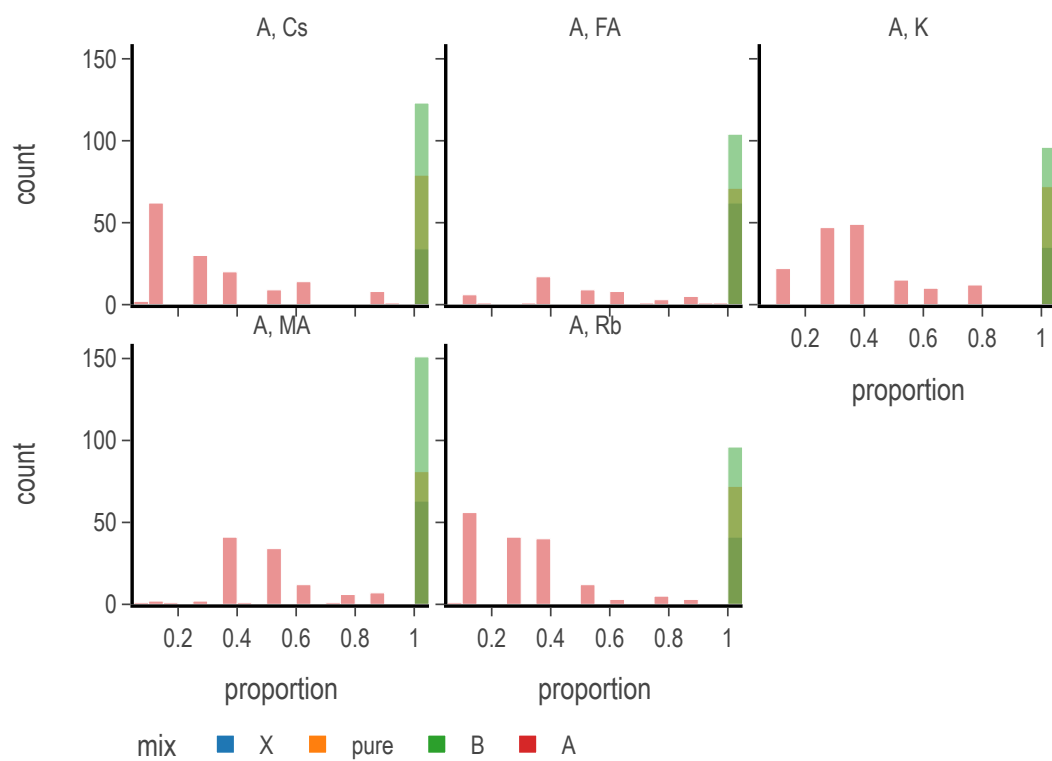 A, Cs
A, FA
A, K
count
150
100
50
0
0.2 0.4 0.6 0.8 1
proportion
A, MA
A, Rb
count
150
100
50
0
0.2 0.4 0.6 0.8 1
0.2 0.4 0.6 0.8 1
proportion
proportion
mix X pure B A